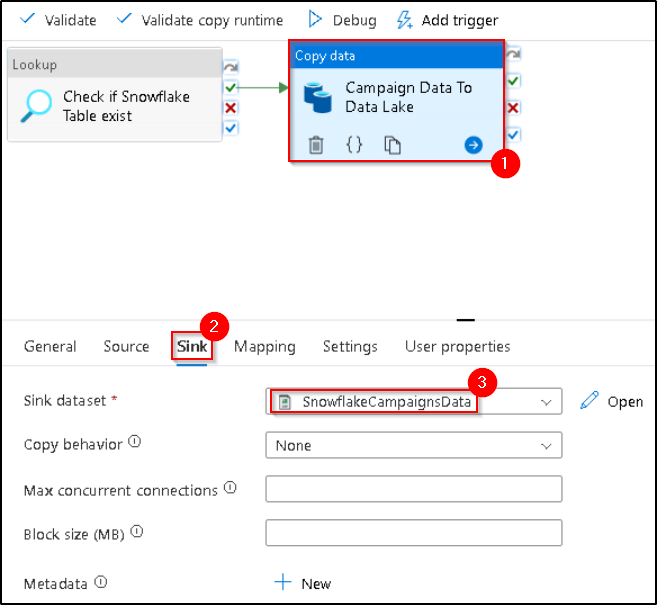 Validate
Validate copy runtime
Debug
Add trigger
Lookup
Check if Snowflake
Table exist
Copy data
Campaign Data To
Data Lake
{}
1
2
General
Source
Sink
Mapping
Settings
User properties
3
Sink dataset *
SnowflakeCampaignsData
Open
Copy behavior
None
Max concurrent connections
Block size (MB)
Metadata
+ New